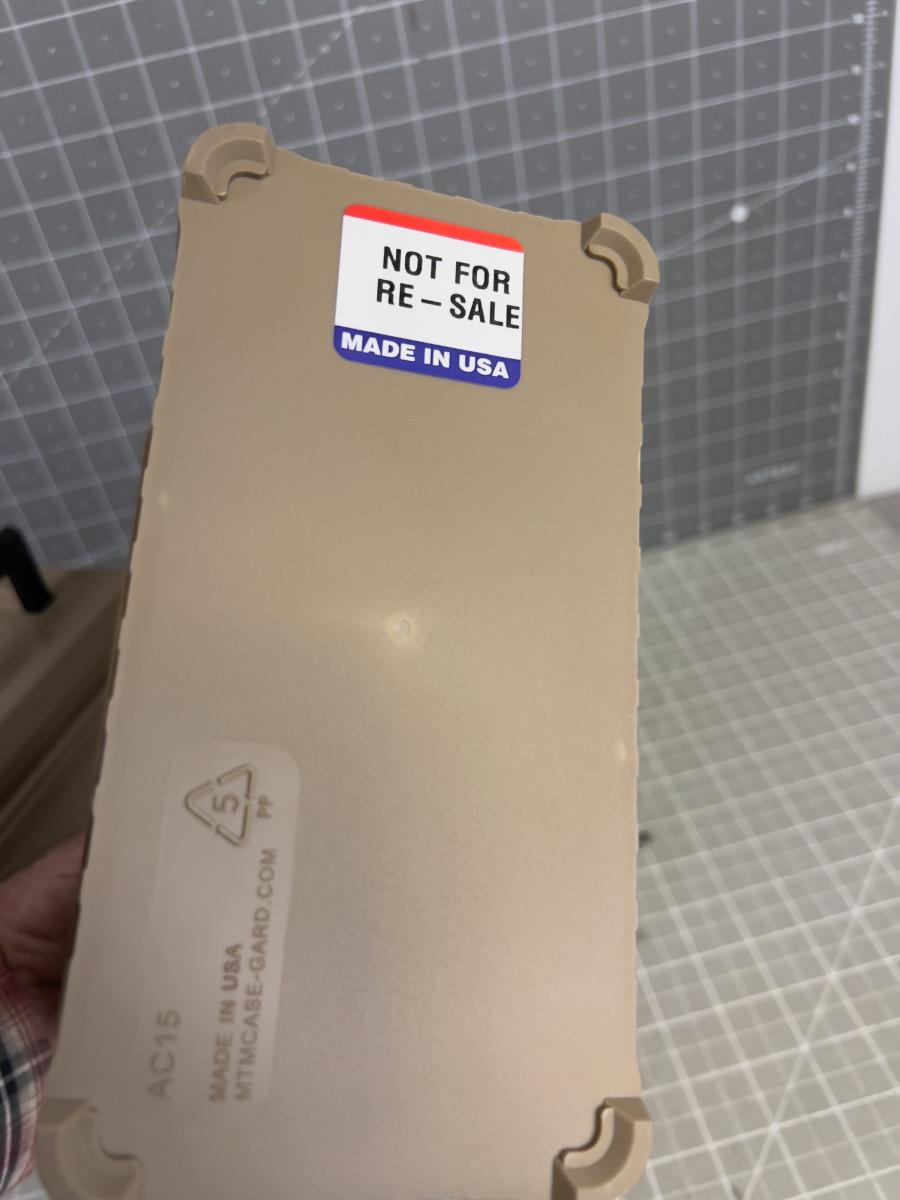 NOT FOR
RE-SALE
MADE IN USA
5
PP
AC15
MADE IN USA
MTMCASE-GARD.COM